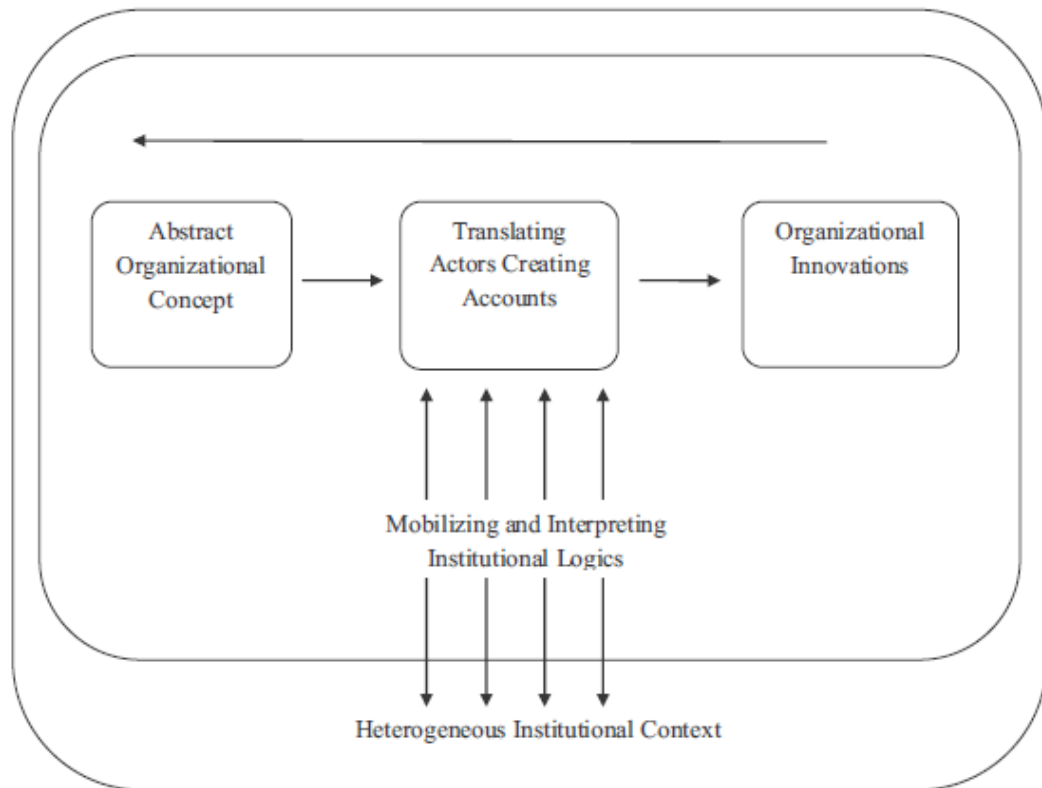 Abstract
Organizational
Concept
Translating
Actors Creating
Accounts
Organizational
Innovations
Mobilizing and Interpreting
Institutional Logics
Heterogeneous Institutional Context